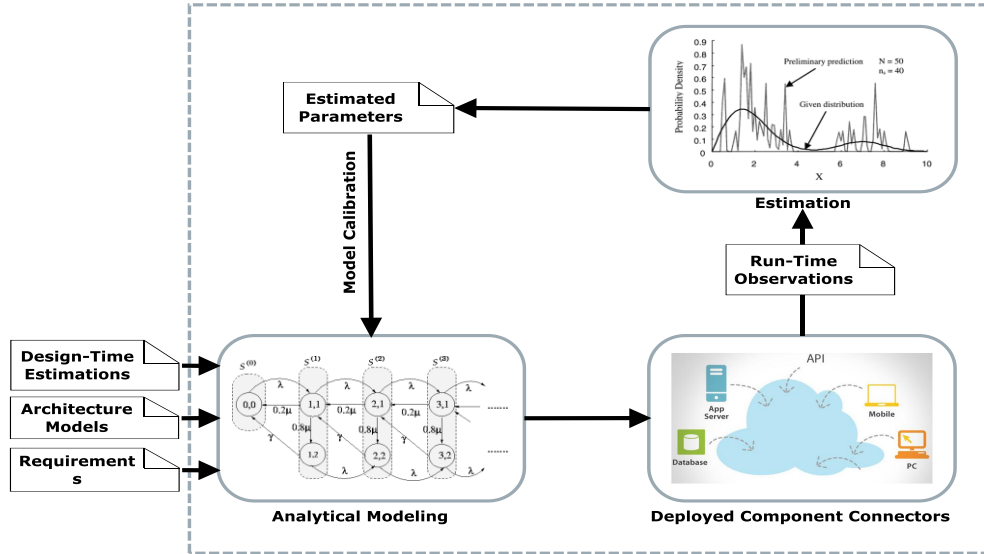 0.9
0.8
0.7
0.6
0.5
0.4
0.3
0.2
0.1
0
Probability Density
Preliminary prediction
N = 50
nₛ = 40
Given distribution
0 2 4 6 8 10
X
Estimation
Estimated
Parameters
Model Calibration
Run-Time
Observations
Design-Time
Estimations
Architecture
Models
Requirement
s
S⁽⁰⁾ S⁽¹⁾ S⁽²⁾ S⁽³⁾
λ λ λ λ
0,0 1,1 2,1 3,1
0.2μ 0.2μ 0.2μ
0.8μ 0.8μ 0.8μ
γ γ γ
1,2 2,2 3,2
λ λ λ
Analytical Modeling
API
App
Server
Mobile
Database
PC
Deployed Component Connectors